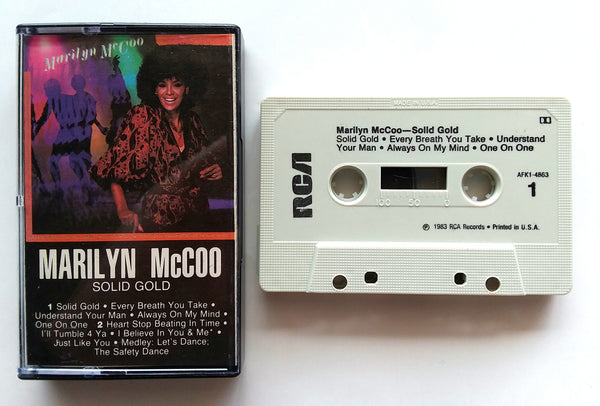 Marilyn McCoo
MARILYN McCOO
SOLID GOLD
1 Solid Gold • Every Breath You Take •
Understand Your Man • Always On My Mind •
One On One 2 Heart Stop Beating In Time •
I'll Tumble 4 Ya • I Believe In You & Me* •
Just Like You • Medley: Let's Dance;
The Safety Dance
MADE IN U.S.A.
Marilyn McCoo—Solid Gold
Solid Gold • Every Breath You Take • Understand
Your Man • Always On My Mind • One On One
RCA
AFK1-4863
1
100 50 0
℗ 1983 RCA Records • Printed in U.S.A.